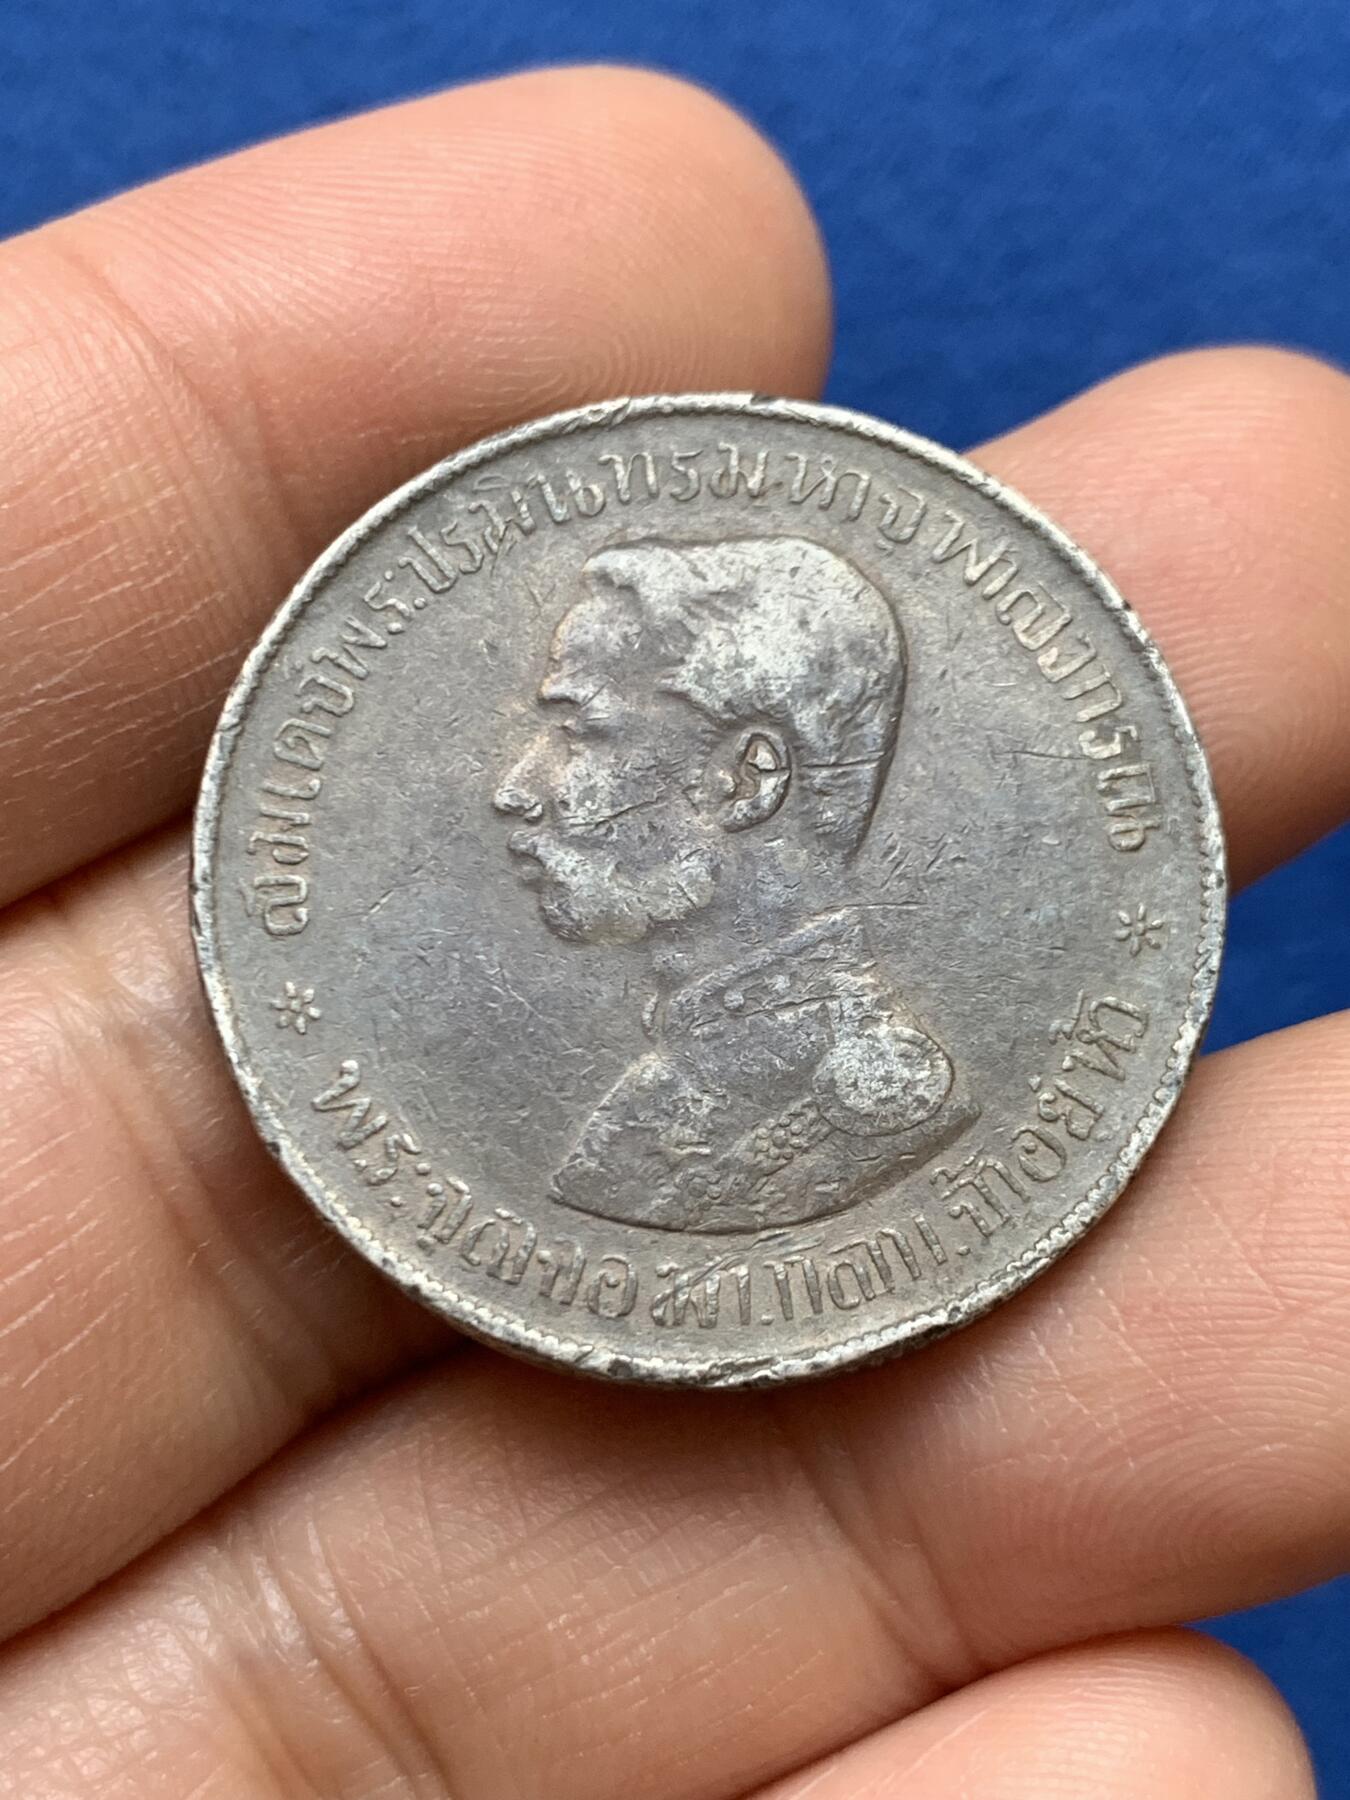 สมเดจ์พระปรมินทรมหาจุฬาลงกรณ์
พระจุลจอมเกล้าเจ้าอยู่หัว